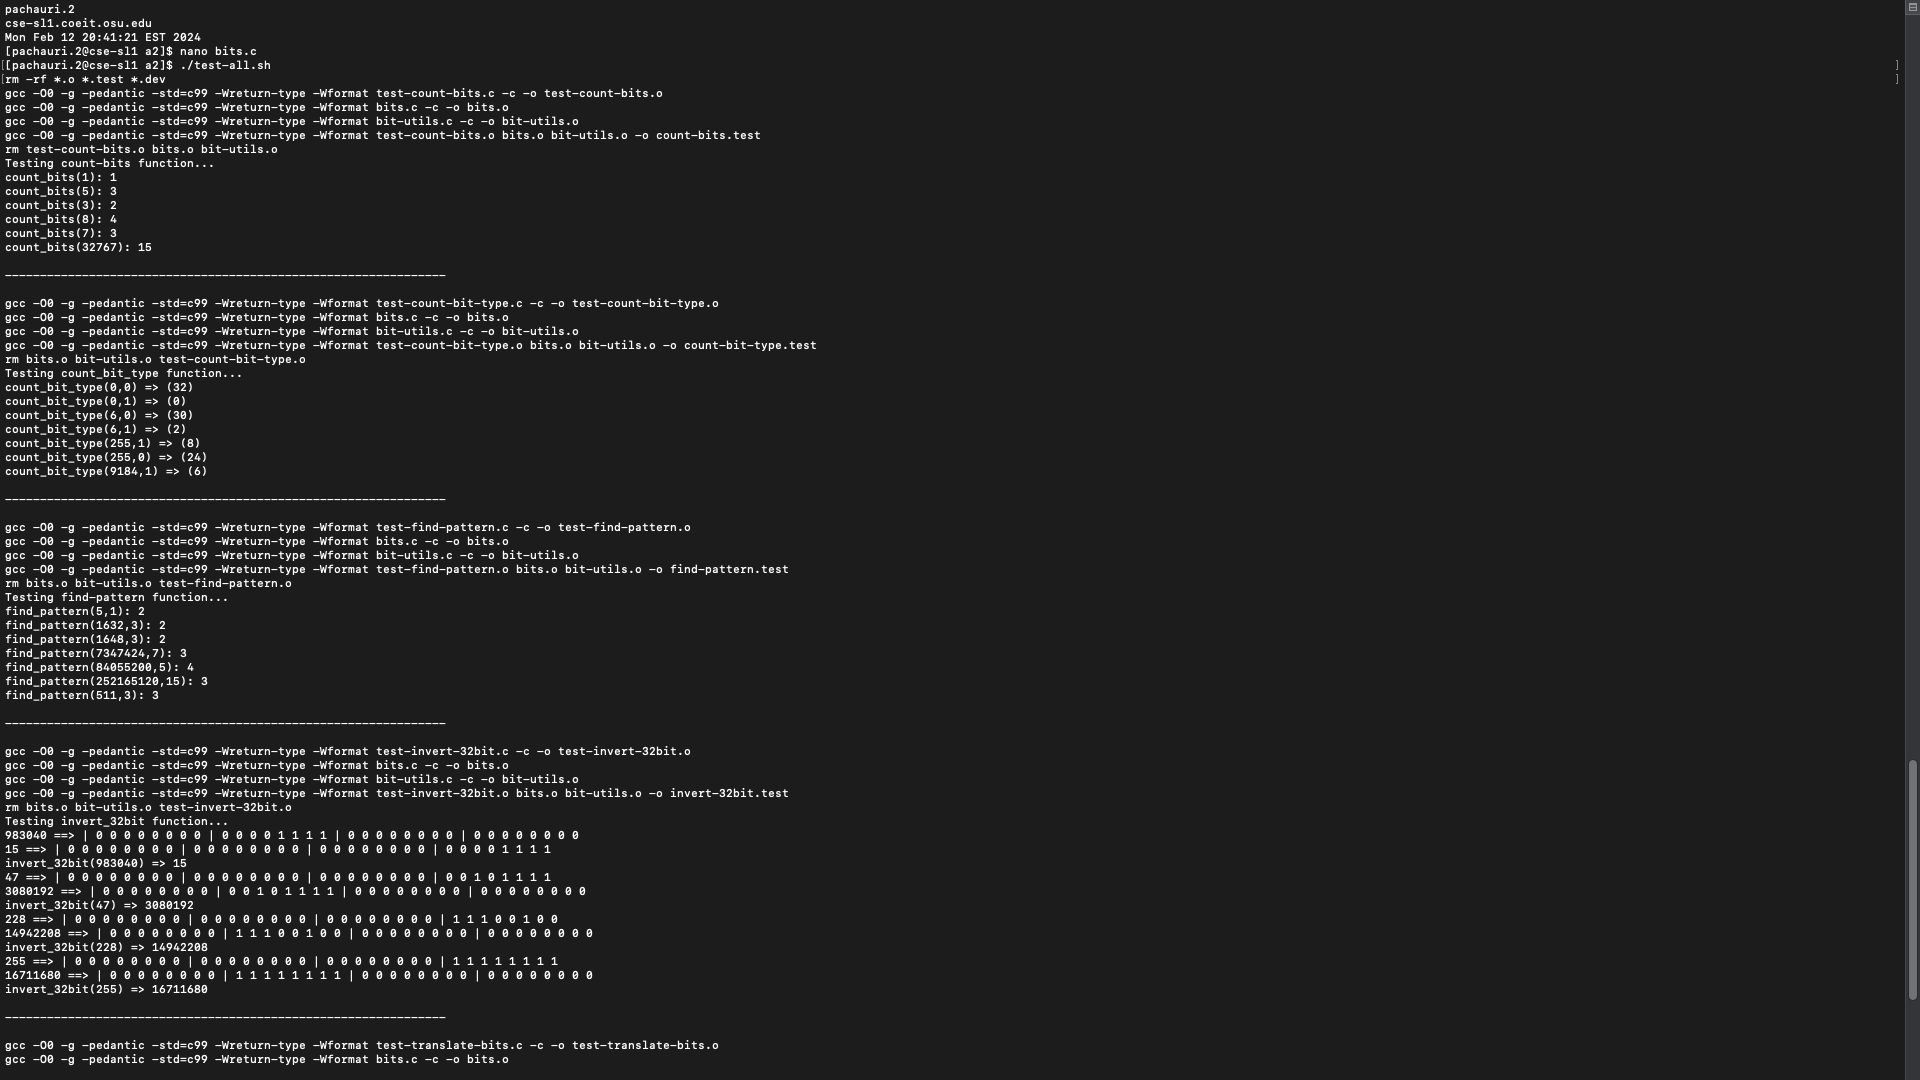 pachauri.2
cse-sl1.coeit.osu.edu
Mon Feb 12 20:41:21 EST 2024
[pachauri.2@cse-sl1 a2]$ nano bits.c
[[pachauri.2@cse-sl1 a2]$ ./test-all.sh ]
[rm -rf *.o *.test *.dev ]
gcc -O0 -g -pedantic -std=c99 -Wreturn-type -Wformat test-count-bits.c -c -o test-count-bits.o
gcc -O0 -g -pedantic -std=c99 -Wreturn-type -Wformat bits.c -c -o bits.o
gcc -O0 -g -pedantic -std=c99 -Wreturn-type -Wformat bit-utils.c -c -o bit-utils.o
gcc -O0 -g -pedantic -std=c99 -Wreturn-type -Wformat test-count-bits.o bits.o bit-utils.o -o count-bits.test
rm test-count-bits.o bits.o bit-utils.o
Testing count-bits function...
count_bits(1): 1
count_bits(5): 3
count_bits(3): 2
count_bits(8): 4
count_bits(7): 3
count_bits(32767): 15
---------------------------------------------------------------
gcc -O0 -g -pedantic -std=c99 -Wreturn-type -Wformat test-count-bit-type.c -c -o test-count-bit-type.o
gcc -O0 -g -pedantic -std=c99 -Wreturn-type -Wformat bits.c -c -o bits.o
gcc -O0 -g -pedantic -std=c99 -Wreturn-type -Wformat bit-utils.c -c -o bit-utils.o
gcc -O0 -g -pedantic -std=c99 -Wreturn-type -Wformat test-count-bit-type.o bits.o bit-utils.o -o count-bit-type.test
rm bits.o bit-utils.o test-count-bit-type.o
Testing count_bit_type function...
count_bit_type(0,0) => (32)
count_bit_type(0,1) => (0)
count_bit_type(6,0) => (30)
count_bit_type(6,1) => (2)
count_bit_type(255,1) => (8)
count_bit_type(255,0) => (24)
count_bit_type(9184,1) => (6)
---------------------------------------------------------------
gcc -O0 -g -pedantic -std=c99 -Wreturn-type -Wformat test-find-pattern.c -c -o test-find-pattern.o
gcc -O0 -g -pedantic -std=c99 -Wreturn-type -Wformat bits.c -c -o bits.o
gcc -O0 -g -pedantic -std=c99 -Wreturn-type -Wformat bit-utils.c -c -o bit-utils.o
gcc -O0 -g -pedantic -std=c99 -Wreturn-type -Wformat test-find-pattern.o bits.o bit-utils.o -o find-pattern.test
rm bits.o bit-utils.o test-find-pattern.o
Testing find-pattern function...
find_pattern(5,1): 2
find_pattern(1632,3): 2
find_pattern(1648,3): 2
find_pattern(7347424,7): 3
find_pattern(84055200,5): 4
find_pattern(252165120,15): 3
find_pattern(511,3): 3
---------------------------------------------------------------
gcc -O0 -g -pedantic -std=c99 -Wreturn-type -Wformat test-invert-32bit.c -c -o test-invert-32bit.o
gcc -O0 -g -pedantic -std=c99 -Wreturn-type -Wformat bits.c -c -o bits.o
gcc -O0 -g -pedantic -std=c99 -Wreturn-type -Wformat bit-utils.c -c -o bit-utils.o
gcc -O0 -g -pedantic -std=c99 -Wreturn-type -Wformat test-invert-32bit.o bits.o bit-utils.o -o invert-32bit.test
rm bits.o bit-utils.o test-invert-32bit.o
Testing invert_32bit function...
983040 ==> | 0 0 0 0 0 0 0 0 | 0 0 0 0 1 1 1 1 | 0 0 0 0 0 0 0 0 | 0 0 0 0 0 0 0 0
15 ==> | 0 0 0 0 0 0 0 0 | 0 0 0 0 0 0 0 0 | 0 0 0 0 0 0 0 0 | 0 0 0 0 1 1 1 1
invert_32bit(983040) => 15
47 ==> | 0 0 0 0 0 0 0 0 | 0 0 0 0 0 0 0 0 | 0 0 0 0 0 0 0 0 | 0 0 1 0 1 1 1 1
3080192 ==> | 0 0 0 0 0 0 0 0 | 0 0 1 0 1 1 1 1 | 0 0 0 0 0 0 0 0 | 0 0 0 0 0 0 0 0
invert_32bit(47) => 3080192
228 ==> | 0 0 0 0 0 0 0 0 | 0 0 0 0 0 0 0 0 | 0 0 0 0 0 0 0 0 | 1 1 1 0 0 1 0 0
14942208 ==> | 0 0 0 0 0 0 0 0 | 1 1 1 0 0 1 0 0 | 0 0 0 0 0 0 0 0 | 0 0 0 0 0 0 0 0
invert_32bit(228) => 14942208
255 ==> | 0 0 0 0 0 0 0 0 | 0 0 0 0 0 0 0 0 | 0 0 0 0 0 0 0 0 | 1 1 1 1 1 1 1 1
16711680 ==> | 0 0 0 0 0 0 0 0 | 1 1 1 1 1 1 1 1 | 0 0 0 0 0 0 0 0 | 0 0 0 0 0 0 0 0
invert_32bit(255) => 16711680
---------------------------------------------------------------
gcc -O0 -g -pedantic -std=c99 -Wreturn-type -Wformat test-translate-bits.c -c -o test-translate-bits.o
gcc -O0 -g -pedantic -std=c99 -Wreturn-type -Wformat bits.c -c -o bits.o